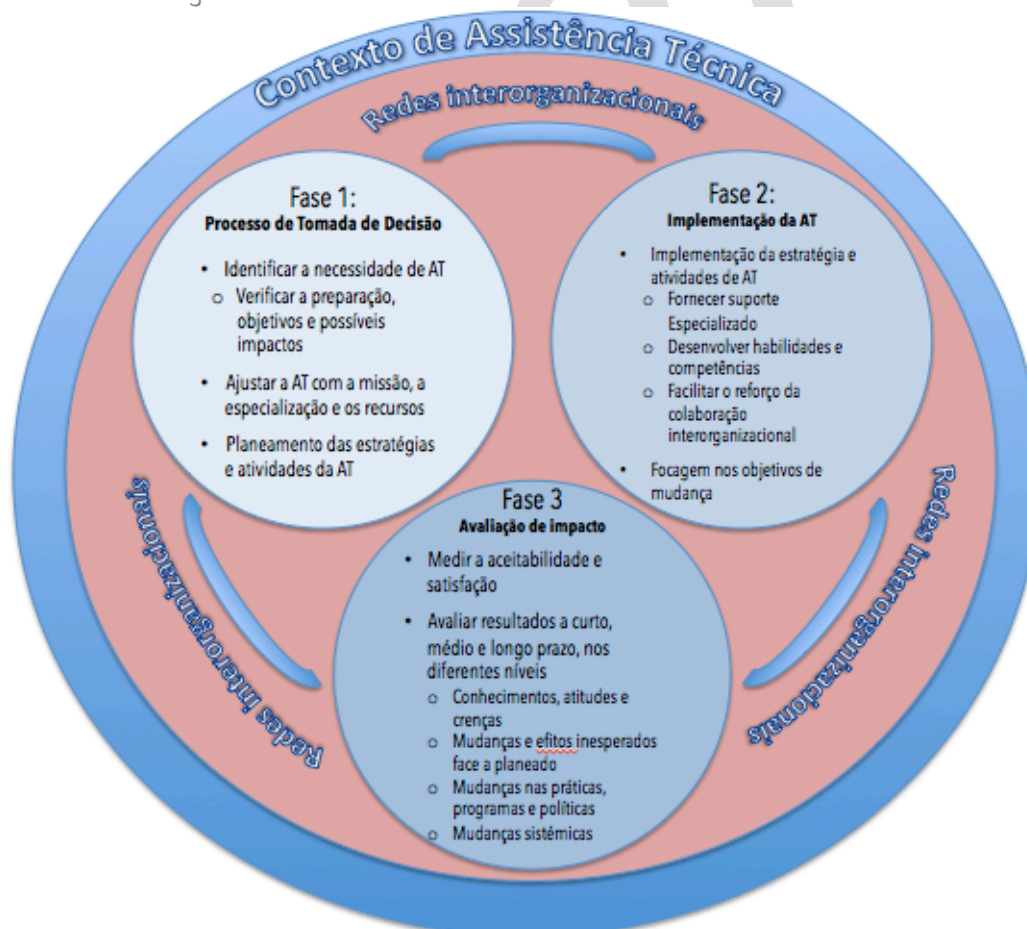 Contexto de Assistência Técnica
Redes interorganizacionais
Fase 1:
Processo de Tomada de Decisão
• Identificar a necessidade de AT
o Verificar a preparação,
objetivos e possíveis
impactos
• Ajustar a AT com a missão, a
especialização e os recursos
• Planeamento das estratégias
e atividades da AT
Fase 2:
Implementação da AT
• Implementação da estratégia e
atividades de AT
o Fornecer suporte
Especializado
o Desenvolver habilidades e
competências
o Facilitar o reforço da
colaboração
interorganizacional
• Focagem nos objetivos de
mudança
Fase 3
Avaliação de impacto
• Medir a aceitabilidade e
satisfação
• Avaliar resultados a curto,
médio e longo prazo, nos
diferentes níveis
o Conhecimentos, atitudes e
crenças
o Mudanças e efitos inesperados
face a planeado
o Mudanças nas práticas,
programas e políticas
o Mudanças sistémicas
Redes Interorganizacionais
Redes Interorganizacionais